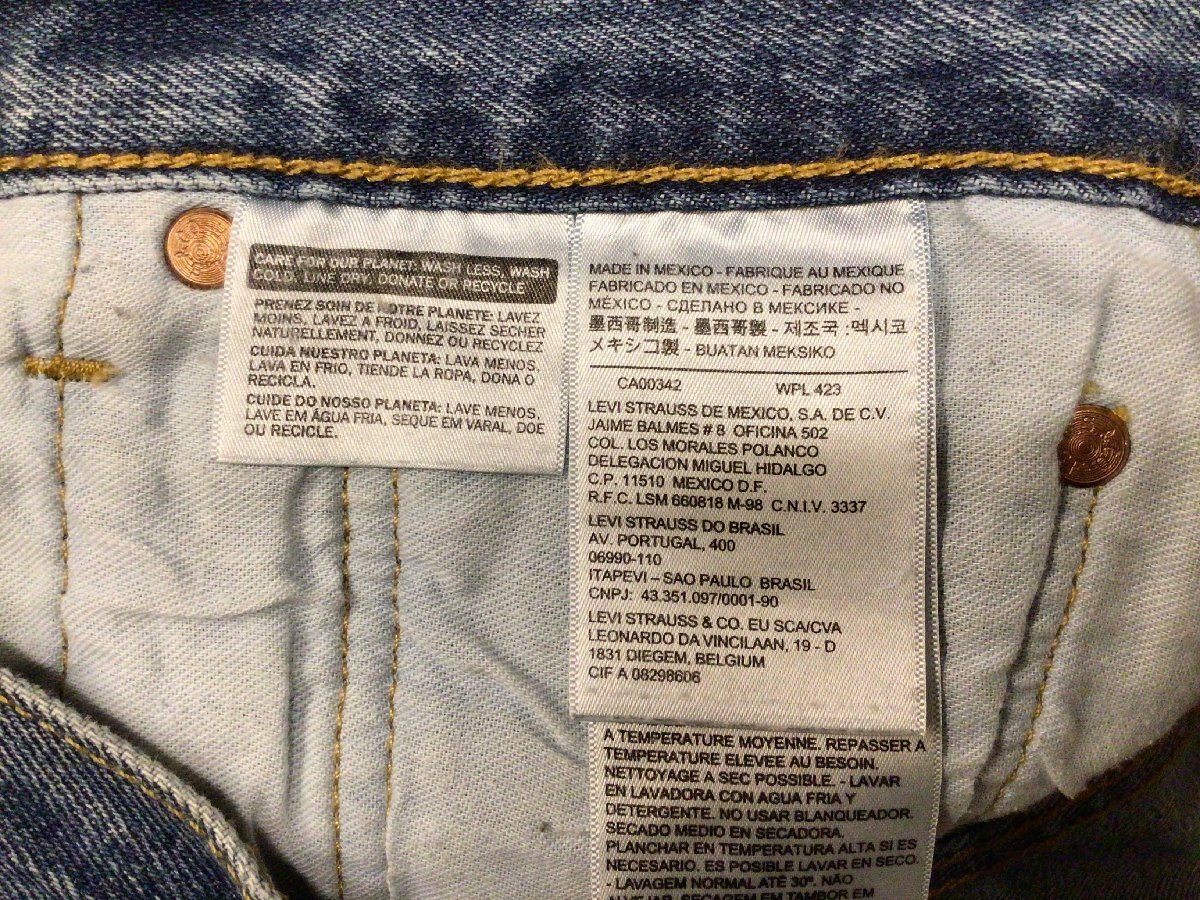 CARE FOR OUR PLANET: WASH LESS, WASH
COLD, LINE DRY, DONATE OR RECYCLE
PRENEZ SOIN DE NOTRE PLANETE: LAVEZ
MOINS, LAVEZ A FROID, LAISSEZ SECHER
NATURELLEMENT, DONNEZ OU RECYCLEZ
CUIDA NUESTRO PLANETA: LAVA MENOS,
LAVA EN FRIO, TIENDE LA ROPA, DONA O
RECICLA.
CUIDE DO NOSSO PLANETA: LAVE MENOS,
LAVE EM ÁGUA FRIA, SEQUE EM VARAL, DOE
OU RECICLE.
MADE IN MEXICO - FABRIQUE AU MEXIQUE
FABRICADO EN MEXICO - FABRICADO NO
MÉXICO - СДЕЛАНО В МЕКСИКЕ -
墨西哥制造 - 墨西哥製 - 제조국·멕시코 -
メキシコ製 - BUATAN MEKSIKO
CA00342 WPL 423
LEVI STRAUSS DE MEXICO, S.A. DE C.V.
JAIME BALMES # 8 OFICINA 502
COL. LOS MORALES POLANCO
DELEGACION MIGUEL HIDALGO
C.P. 11510 MEXICO D.F.
R.F.C. LSM 660818 M-98 C.N.I.V. 3337
LEVI STRAUSS DO BRASIL
AV. PORTUGAL, 400
06990-110
ITAPEVI – SAO PAULO BRASIL
CNPJ: 43.351.097/0001-90
LEVI STRAUSS & CO. EU SCA/CVA
LEONARDO DA VINCILAAN, 19 - D
1831 DIEGEM, BELGIUM
CIF A 08298606
A TEMPERATURE MOYENNE. REPASSER A
TEMPERATURE ELEVEE AU BESOIN.
NETTOYAGE A SEC POSSIBLE. - LAVAR
EN LAVADORA CON AGUA FRIA Y
DETERGENTE. NO USAR BLANQUEADOR.
SECADO MEDIO EN SECADORA.
PLANCHAR EN TEMPERATURA ALTA SI ES
NECESARIO. ES POSIBLE LAVAR EN SECO.
- LAVAGEM NORMAL ATÉ 30º. NÃO
ALVEJAR. SECAGEM EM TAMBOR EM